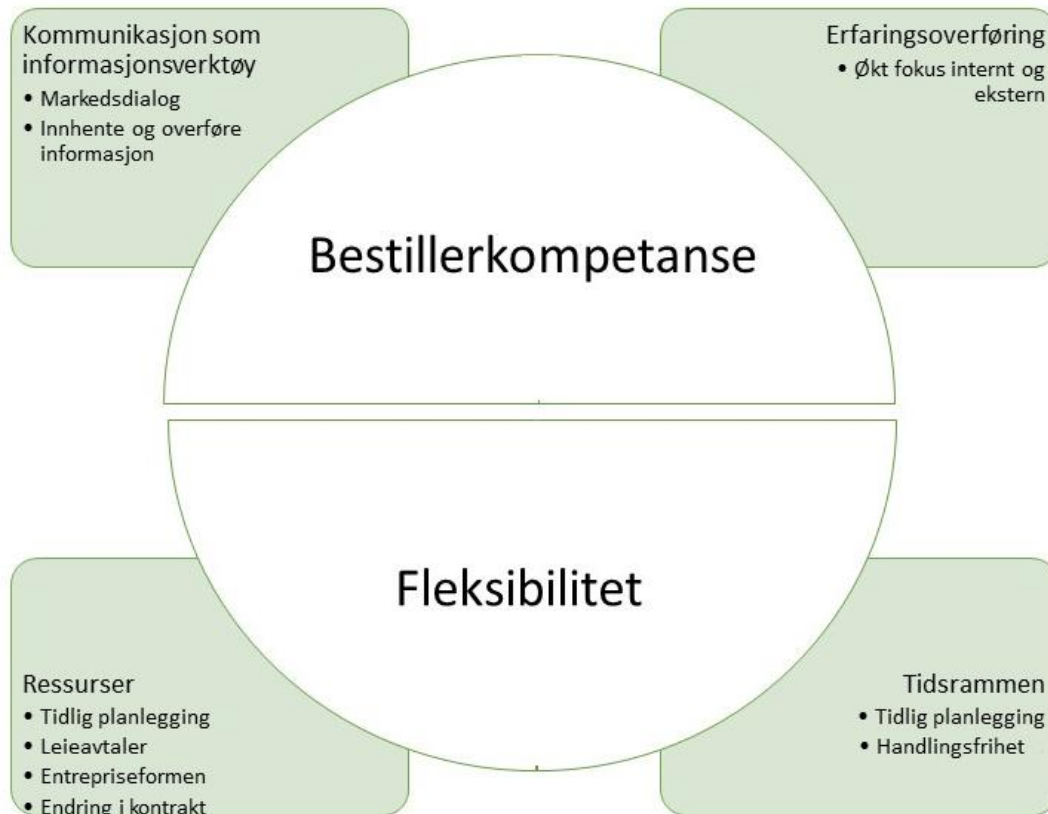 Kommunikasjon som
informasjonsverktøy
• Markedsdialog
• Innhente og overføre
informasjon
Erfaringsoverføring
• Økt fokus internt og
ekstern
Bestillerkompetanse
Fleksibilitet
Ressurser
• Tidlig planlegging
• Leieavtaler
• Entrepriseformen
• Endring i kontrakt
Tidsrammen
• Tidlig planlegging
• Handlingsfrihet